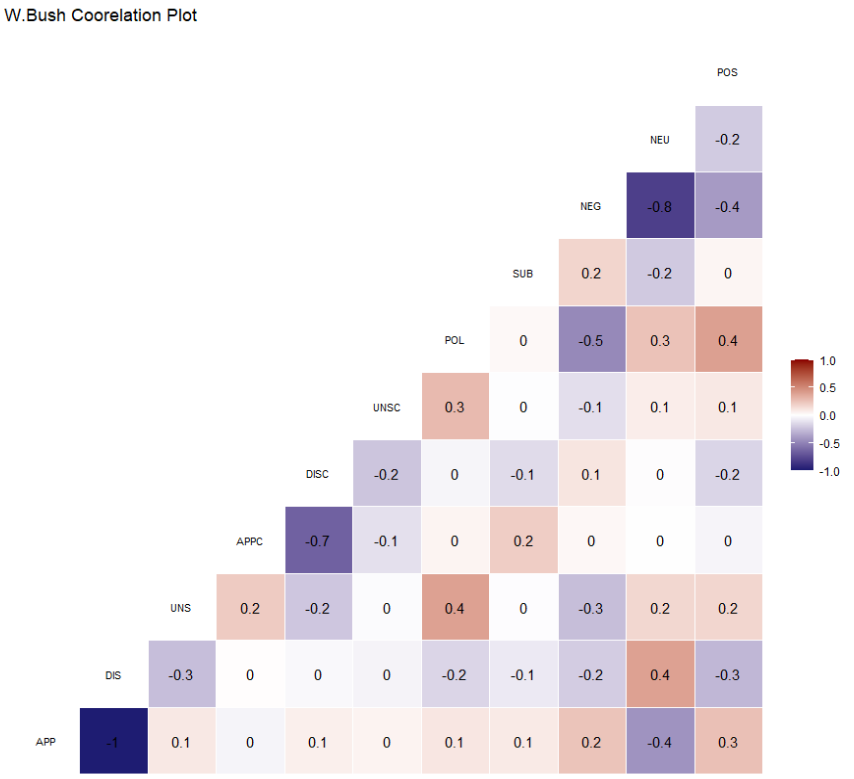 W.Bush Coorelation Plot
POS
NEU -0.2
NEG -0.8 -0.4
SUB 0.2 -0.2 0
POL 0 -0.5 0.3 0.4
UNSC 0.3 0 -0.1 0.1 0.1
DISC -0.2 0 -0.1 0.1 0 -0.2
APPC -0.7 -0.1 0 0.2 0 0 0
UNS 0.2 -0.2 0 0.4 0 -0.3 0.2 0.2
DIS -0.3 0 0 0 -0.2 -0.1 -0.2 0.4 -0.3
APP -1 0.1 0 0.1 0 0.1 0.1 0.2 -0.4 0.3
1.0
0.5
0.0
-0.5
-1.0